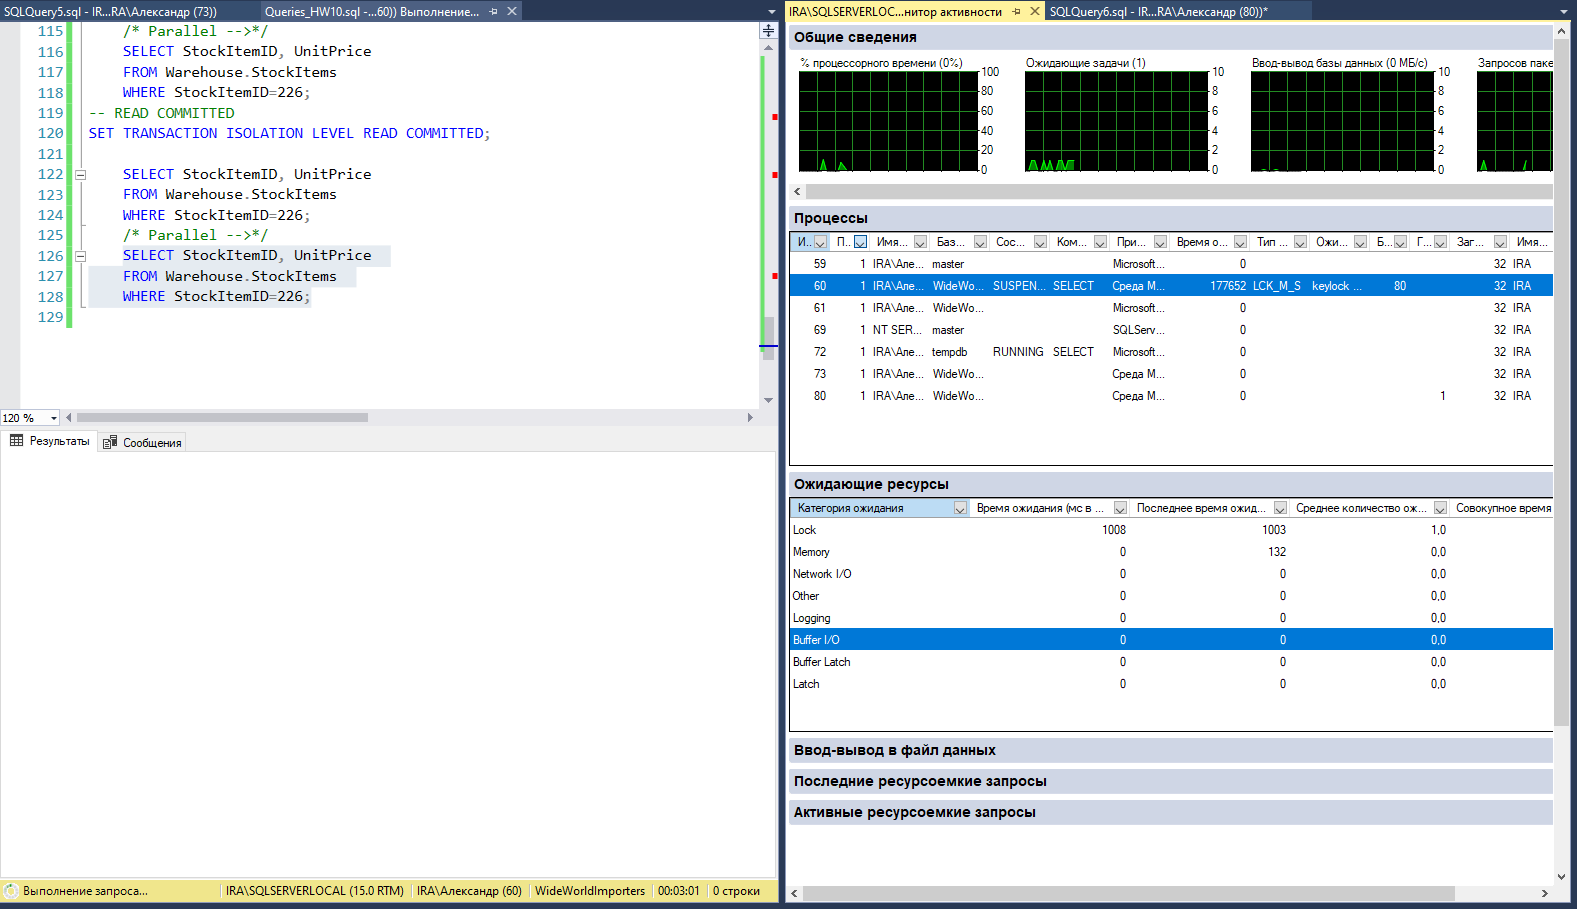 SQLQuery5.sql - IR...RA\Александр (73))
Queries_HW10.sql -...60)) Выполнение...
115 /* Parallel -->*/
116 SELECT StockItemID, UnitPrice
117 FROM Warehouse.StockItems
118 WHERE StockItemID=226;
119 -- READ COMMITTED
120 SET TRANSACTION ISOLATION LEVEL READ COMMITTED;
121
122 SELECT StockItemID, UnitPrice
123 FROM Warehouse.StockItems
124 WHERE StockItemID=226;
125 /* Parallel -->*/
126 SELECT StockItemID, UnitPrice
127 FROM Warehouse.StockItems
128 WHERE StockItemID=226;
129
120 %
Результаты Сообщения
Выполнение запроса... IRA\SQLSERVERLOCAL (15.0 RTM) IRA\Александр (60) WideWorldImporters 00:03:01 0 строки
IRA\SQLSERVERLOC...нитор активности
SQLQuery6.sql - IR...RA\Александр (80))*
Общие сведения
% процессорного времени (0%)
100
80
60
40
20
0
Ожидающие задачи (1)
10
8
6
4
2
0
Ввод-вывод базы данных (0 МБ/с)
10
8
6
4
2
0
Запросов паке
Процессы
И... П... Имя... Баз... Сос... Ком... При... Время о... Тип ... Ожи... Б... Г... Заг... Имя...
59 1 IRA\Але... master Microsoft... 0 32 IRA
60 1 IRA\Але... WideWo... SUSPEN... SELECT Среда M... 177652 LCK_M_S keylock ... 80 32 IRA
61 1 IRA\Але... WideWo... Microsoft... 0 32 IRA
69 1 NT SER... master SQLServ... 0 32 IRA
72 1 IRA\Але... tempdb RUNNING SELECT Microsoft... 0 32 IRA
73 1 IRA\Але... WideWo... Среда M... 0 32 IRA
80 1 IRA\Але... WideWo... Среда M... 0 1 32 IRA
Ожидающие ресурсы
Категория ожидания Время ожидания (мс в ... Последнее время ожид... Среднее количество ож... Совокупное время
Lock 1008 1003 1,0
Memory 0 132 0,0
Network I/O 0 0 0,0
Other 0 0 0,0
Logging 0 0 0,0
Buffer I/O 0 0 0,0
Buffer Latch 0 0 0,0
Latch 0 0 0,0
Ввод-вывод в файл данных
Последние ресурсоемкие запросы
Активные ресурсоемкие запросы